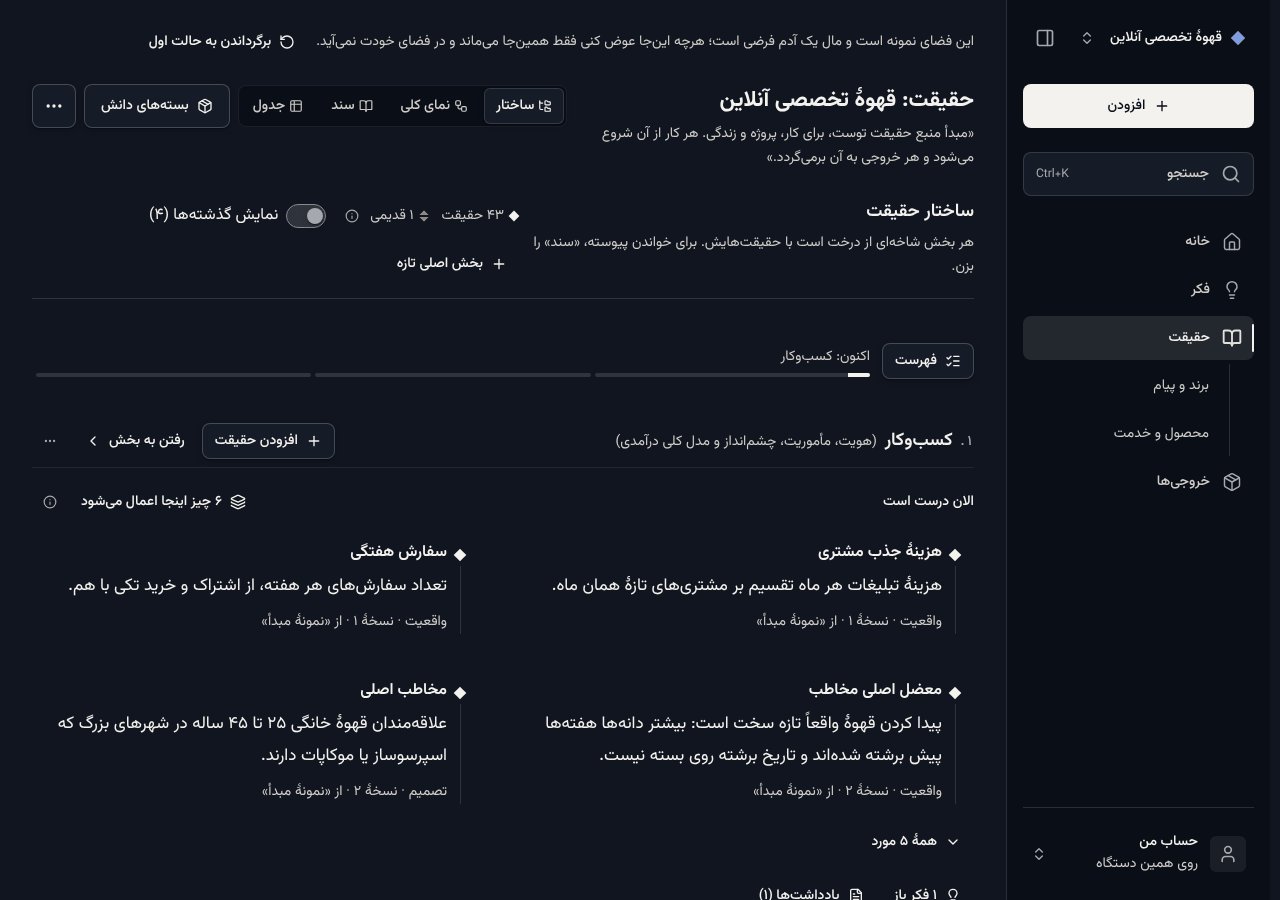 قهوهٔ تخصصی آنلاین
افزودن
جستجو
Ctrl+K
خانه
فکر
حقیقت
برند و پیام
محصول و خدمت
خروجی‌ها
حساب من
روی همین دستگاه
این فضای نمونه است و مال یک آدم فرضی است؛ هرچه این‌جا عوض کنی فقط همین‌جا می‌ماند و در فضای خودت نمی‌آید.
برگرداندن به حالت اول
حقیقت: قهوهٔ تخصصی آنلاین
«مبدأ منبع حقیقت توست، برای کار، پروژه و زندگی. هر کار از آن شروع
می‌شود و هر خروجی به آن برمی‌گردد.»
ساختار
نمای کلی
سند
جدول
بسته‌های دانش
ساختار حقیقت
هر بخش شاخه‌ای از درخت است با حقیقت‌هایش. برای خواندن پیوسته، «سند» را
بزن.
۴۳ حقیقت
۱ قدیمی
نمایش گذشته‌ها (۴)
بخش اصلی تازه
فهرست
اکنون: کسب‌وکار
۱. کسب‌وکار (هویت، مأموریت، چشم‌انداز و مدل کلی درآمدی)
افزودن حقیقت
رفتن به بخش
الان درست است
۶ چیز اینجا اعمال می‌شود
هزینهٔ جذب مشتری
هزینهٔ تبلیغات هر ماه تقسیم بر مشتری‌های تازهٔ همان ماه.
واقعیت · نسخهٔ ۱ · از «نمونهٔ مبدأ»
سفارش هفتگی
تعداد سفارش‌های هر هفته، از اشتراک و خرید تکی با هم.
واقعیت · نسخهٔ ۱ · از «نمونهٔ مبدأ»
معضل اصلی مخاطب
پیدا کردن قهوهٔ واقعاً تازه سخت است: بیشتر دانه‌ها هفته‌ها
پیش برشته شده‌اند و تاریخ برشته روی بسته نیست.
واقعیت · نسخهٔ ۲ · از «نمونهٔ مبدأ»
مخاطب اصلی
علاقه‌مندان قهوهٔ خانگی ۲۵ تا ۴۵ ساله در شهرهای بزرگ که
اسپرسوساز یا موکاپات دارند.
تصمیم · نسخهٔ ۲ · از «نمونهٔ مبدأ»
همهٔ ۵ مورد
۱ فکر باز
یادداشت‌ها (۱)